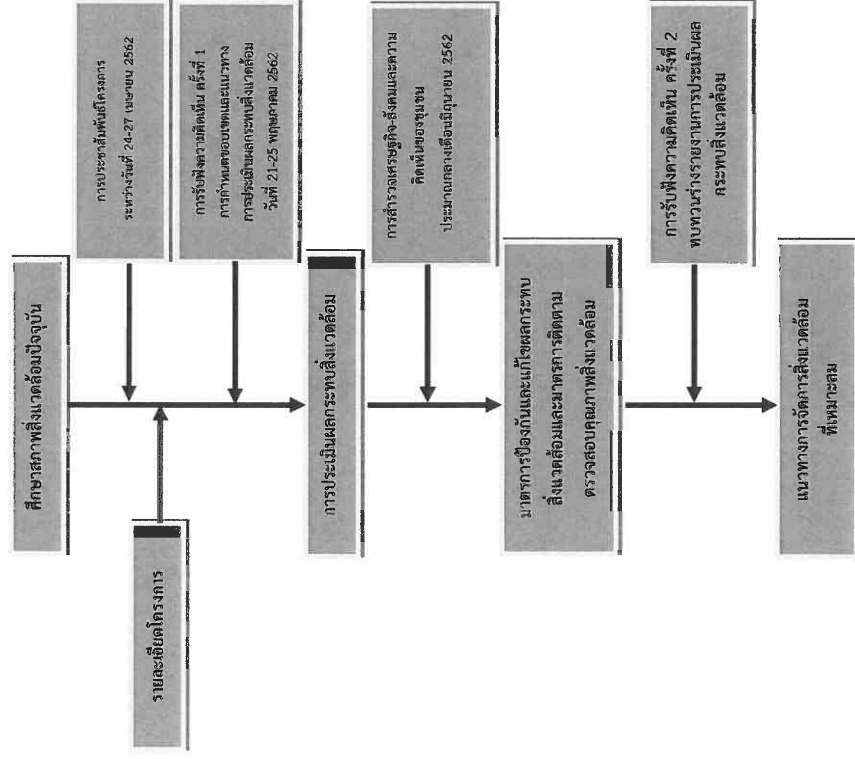 ศึกษาสภาพสิ่งแวดล้อมปัจจุบัน
การประชาสัมพันธ์โครงการ
ระหว่างวันที่ 24-27 เมษายน 2562
รายละเอียดโครงการ
การรับฟังความคิดเห็น ครั้งที่ 1
การกำหนดขอบเขตและแนวทาง
การประเมินผลกระทบสิ่งแวดล้อม
วันที่ 21-25 พฤษภาคม 2562
การประเมินผลกระทบสิ่งแวดล้อม
การสำรวจเศรษฐกิจ-สังคมและความ
คิดเห็นของชุมชน
ประมาณกลางเดือนมิถุนายน 2562
มาตรการป้องกันและแก้ไขผลกระทบ
สิ่งแวดล้อมและมาตรการติดตาม
ตรวจสอบคุณภาพสิ่งแวดล้อม
การรับฟังความคิดเห็น ครั้งที่ 2
ทบทวนร่างรายงานการประเมินผล
กระทบสิ่งแวดล้อม
แนวทางการจัดการสิ่งแวดล้อม
ที่เหมาะสม